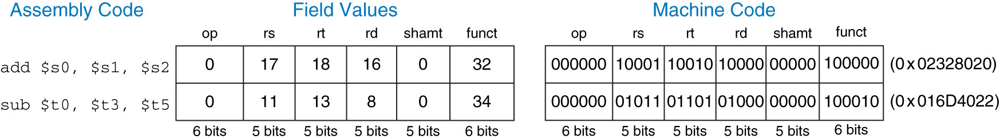 Assembly Code Field Values Machine Code
op rs rt rd shamt funct op rs rt rd shamt funct
add $s0, $s1, $s2 0 17 18 16 0 32 000000 10001 10010 10000 00000 100000 (0x02328020)
sub $t0, $t3, $t5 0 11 13 8 0 34 000000 01011 01101 01000 00000 100010 (0x016D4022)
6 bits 5 bits 5 bits 5 bits 5 bits 6 bits 6 bits 5 bits 5 bits 5 bits 5 bits 6 bits